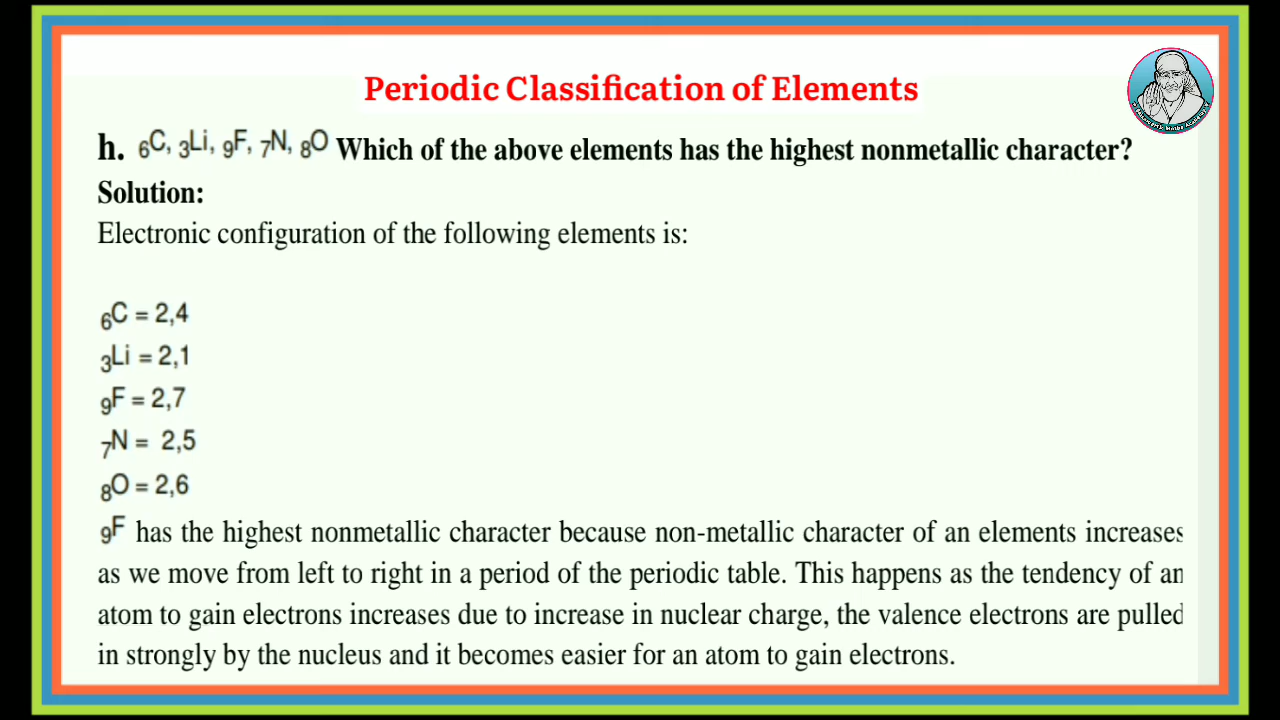 Periodic Classification of Elements
h. ₆C, ₃Li, ₉F, ₇N, ₈O Which of the above elements has the highest nonmetallic character?
Solution:
Electronic configuration of the following elements is:
₆C = 2,4
₃Li = 2,1
₉F = 2,7
₇N = 2,5
₈O = 2,6
₉F has the highest nonmetallic character because non-metallic character of an elements increases
as we move from left to right in a period of the periodic table. This happens as the tendency of an
atom to gain electrons increases due to increase in nuclear charge, the valence electrons are pulled
in strongly by the nucleus and it becomes easier for an atom to gain electrons.